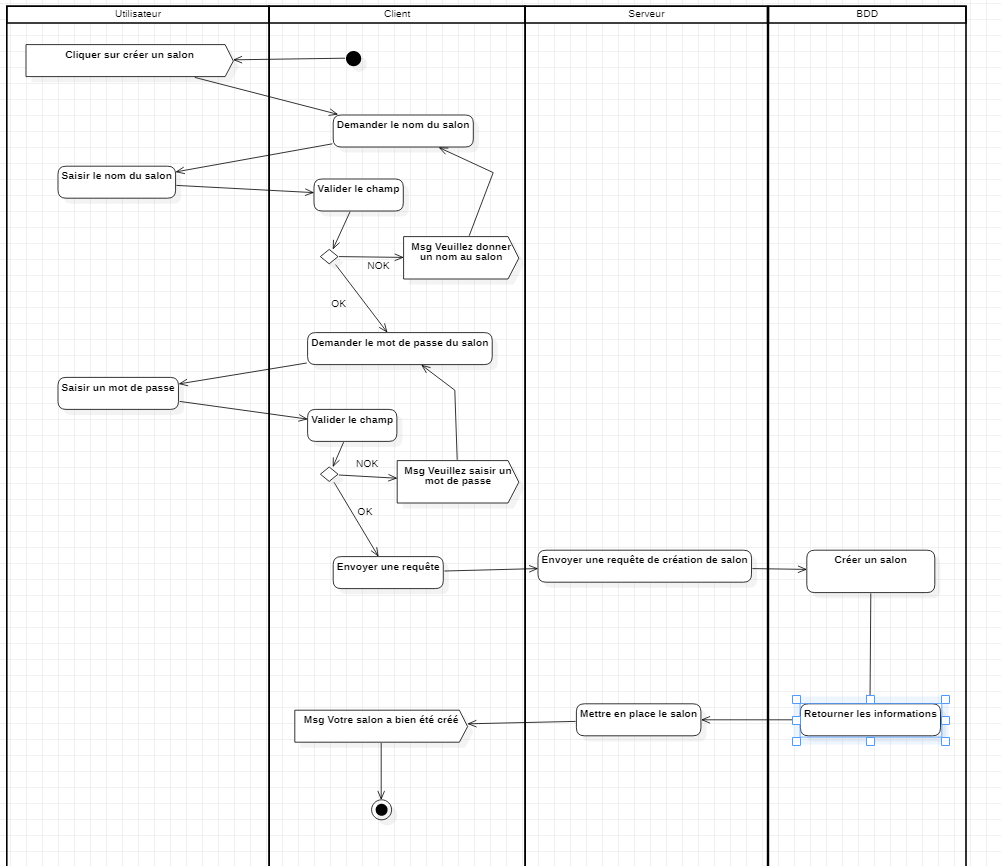 Utilisateur
Client
Serveur
BDD
Cliquer sur créer un salon
Demander le nom du salon
Saisir le nom du salon
Valider le champ
Msg Veuillez donner
un nom au salon
NOK
OK
Demander le mot de passe du salon
Saisir un mot de passe
Valider le champ
NOK
Msg Veuillez saisir un
mot de passe
OK
Envoyer une requête
Envoyer une requête de création de salon
Créer un salon
Msg Votre salon a bien été créé
Mettre en place le salon
Retourner les informations